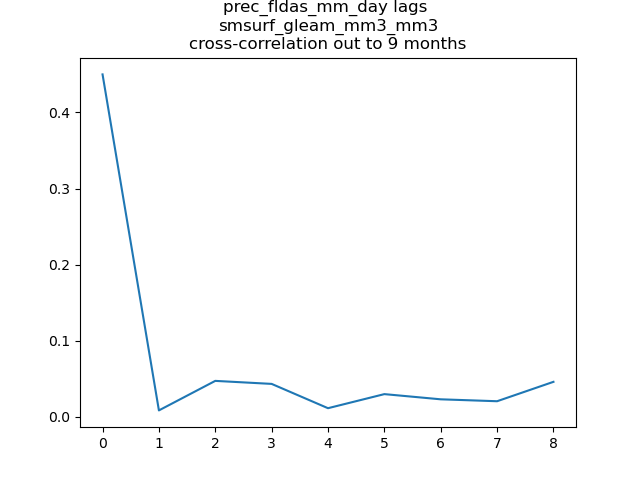 prec_fldas_mm_day lags
smsurf_gleam_mm3_mm3
cross-correlation out to 9 months
0.4
0.3
0.2
0.1
0.0
0 1 2 3 4 5 6 7 8